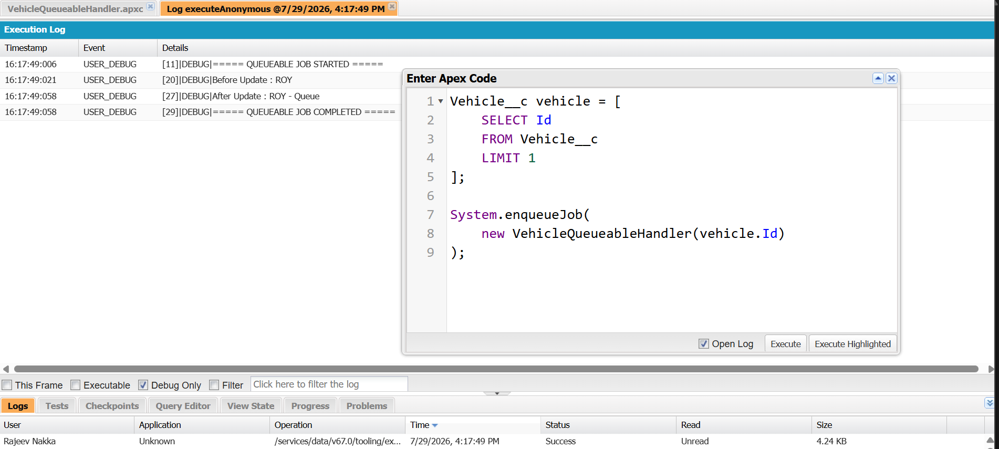 VehicleQueueableHandler.apxc
Log executeAnonymous @7/29/2026, 4:17:49 PM
Execution Log
Timestamp Event Details
16:17:49:006 USER_DEBUG [11]|DEBUG|===== QUEUEABLE JOB STARTED =====
16:17:49:021 USER_DEBUG [20]|DEBUG|Before Update : ROY
16:17:49:058 USER_DEBUG [27]|DEBUG|After Update : ROY - Queue
16:17:49:058 USER_DEBUG [29]|DEBUG|===== QUEUEABLE JOB COMPLETED =====
Enter Apex Code
1 Vehicle__c vehicle = [
2 SELECT Id
3 FROM Vehicle__c
4 LIMIT 1
5 ];
6
7 System.enqueueJob(
8 new VehicleQueueableHandler(vehicle.Id)
9 );
Open Log Execute Execute Highlighted
This Frame Executable Debug Only Filter Click here to filter the log
Logs Tests Checkpoints Query Editor View State Progress Problems
User Application Operation Time Status Read Size
Rajeev Nakka Unknown /services/data/v67.0/tooling/ex... 7/29/2026, 4:17:49 PM Success Unread 4.24 KB